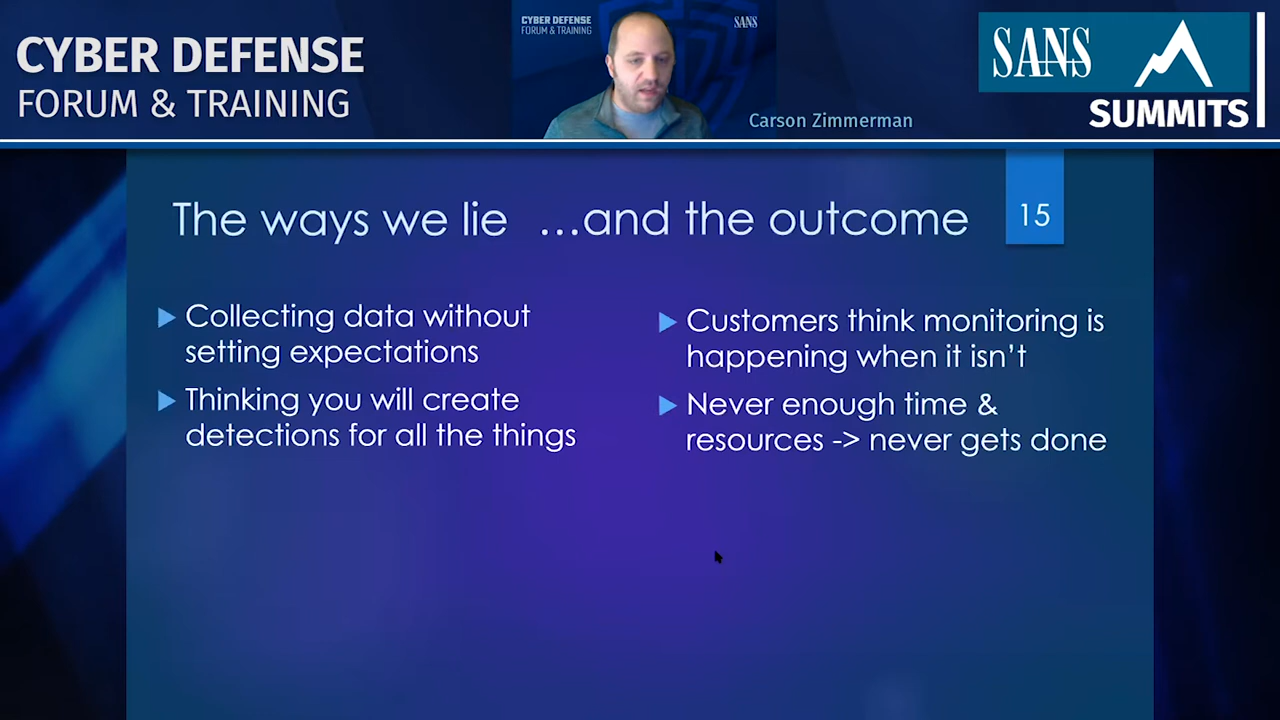 CYBER DEFENSE
FORUM & TRAINING
CYBER DEFENSE
FORUM & TRAINING
SANS
Carson Zimmerman
SANS
SUMMITS
The ways we lie …and the outcome
15
Collecting data without
setting expectations
Thinking you will create
detections for all the things
Customers think monitoring is
happening when it isn’t
Never enough time &
resources -> never gets done